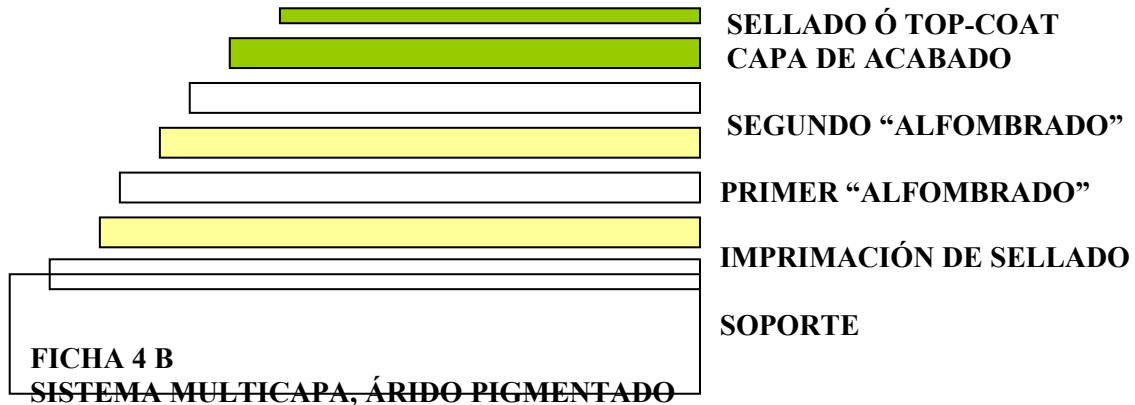 SELLADO Ó TOP-COAT
CAPA DE ACABADO
SEGUNDO “ALFOMBRADO”
PRIMER “ALFOMBRADO”
IMPRIMACIÓN DE SELLADO
SOPORTE
FICHA 4 B
SISTEMA MULTICAPA, ÁRIDO PIGMENTADO